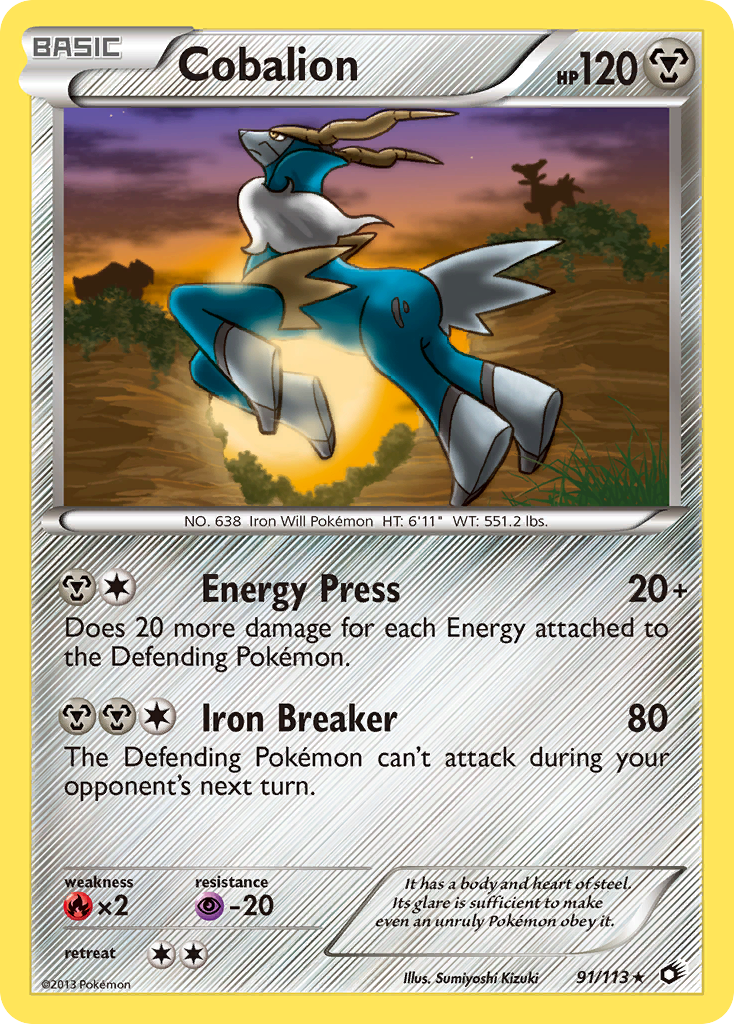 BASIC
Cobalion
HP 120
NO. 638 Iron Will Pokémon HT: 6'11" WT: 551.2 lbs.
Energy Press 20+
Does 20 more damage for each Energy attached to
the Defending Pokémon.
Iron Breaker 80
The Defending Pokémon can't attack during your
opponent's next turn.
weakness resistance
×2 -20
retreat
It has a body and heart of steel.
Its glare is sufficient to make
even an unruly Pokémon obey it.
©2013 Pokémon
Illus. Sumiyoshi Kizuki
91/113 ★